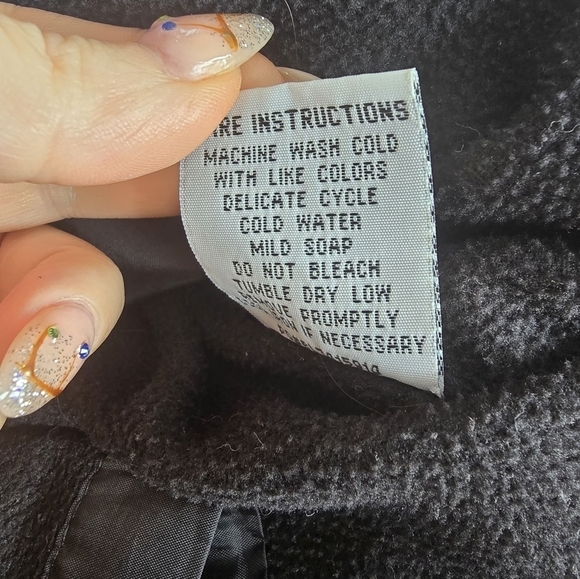 RE INSTRUCTIONS
MACHINE WASH COLD
WITH LIKE COLORS
DELICATE CYCLE
COLD WATER
MILD SOAP
DO NOT BLEACH
TUMBLE DRY LOW
PROMPTLY
IF NECESSARY